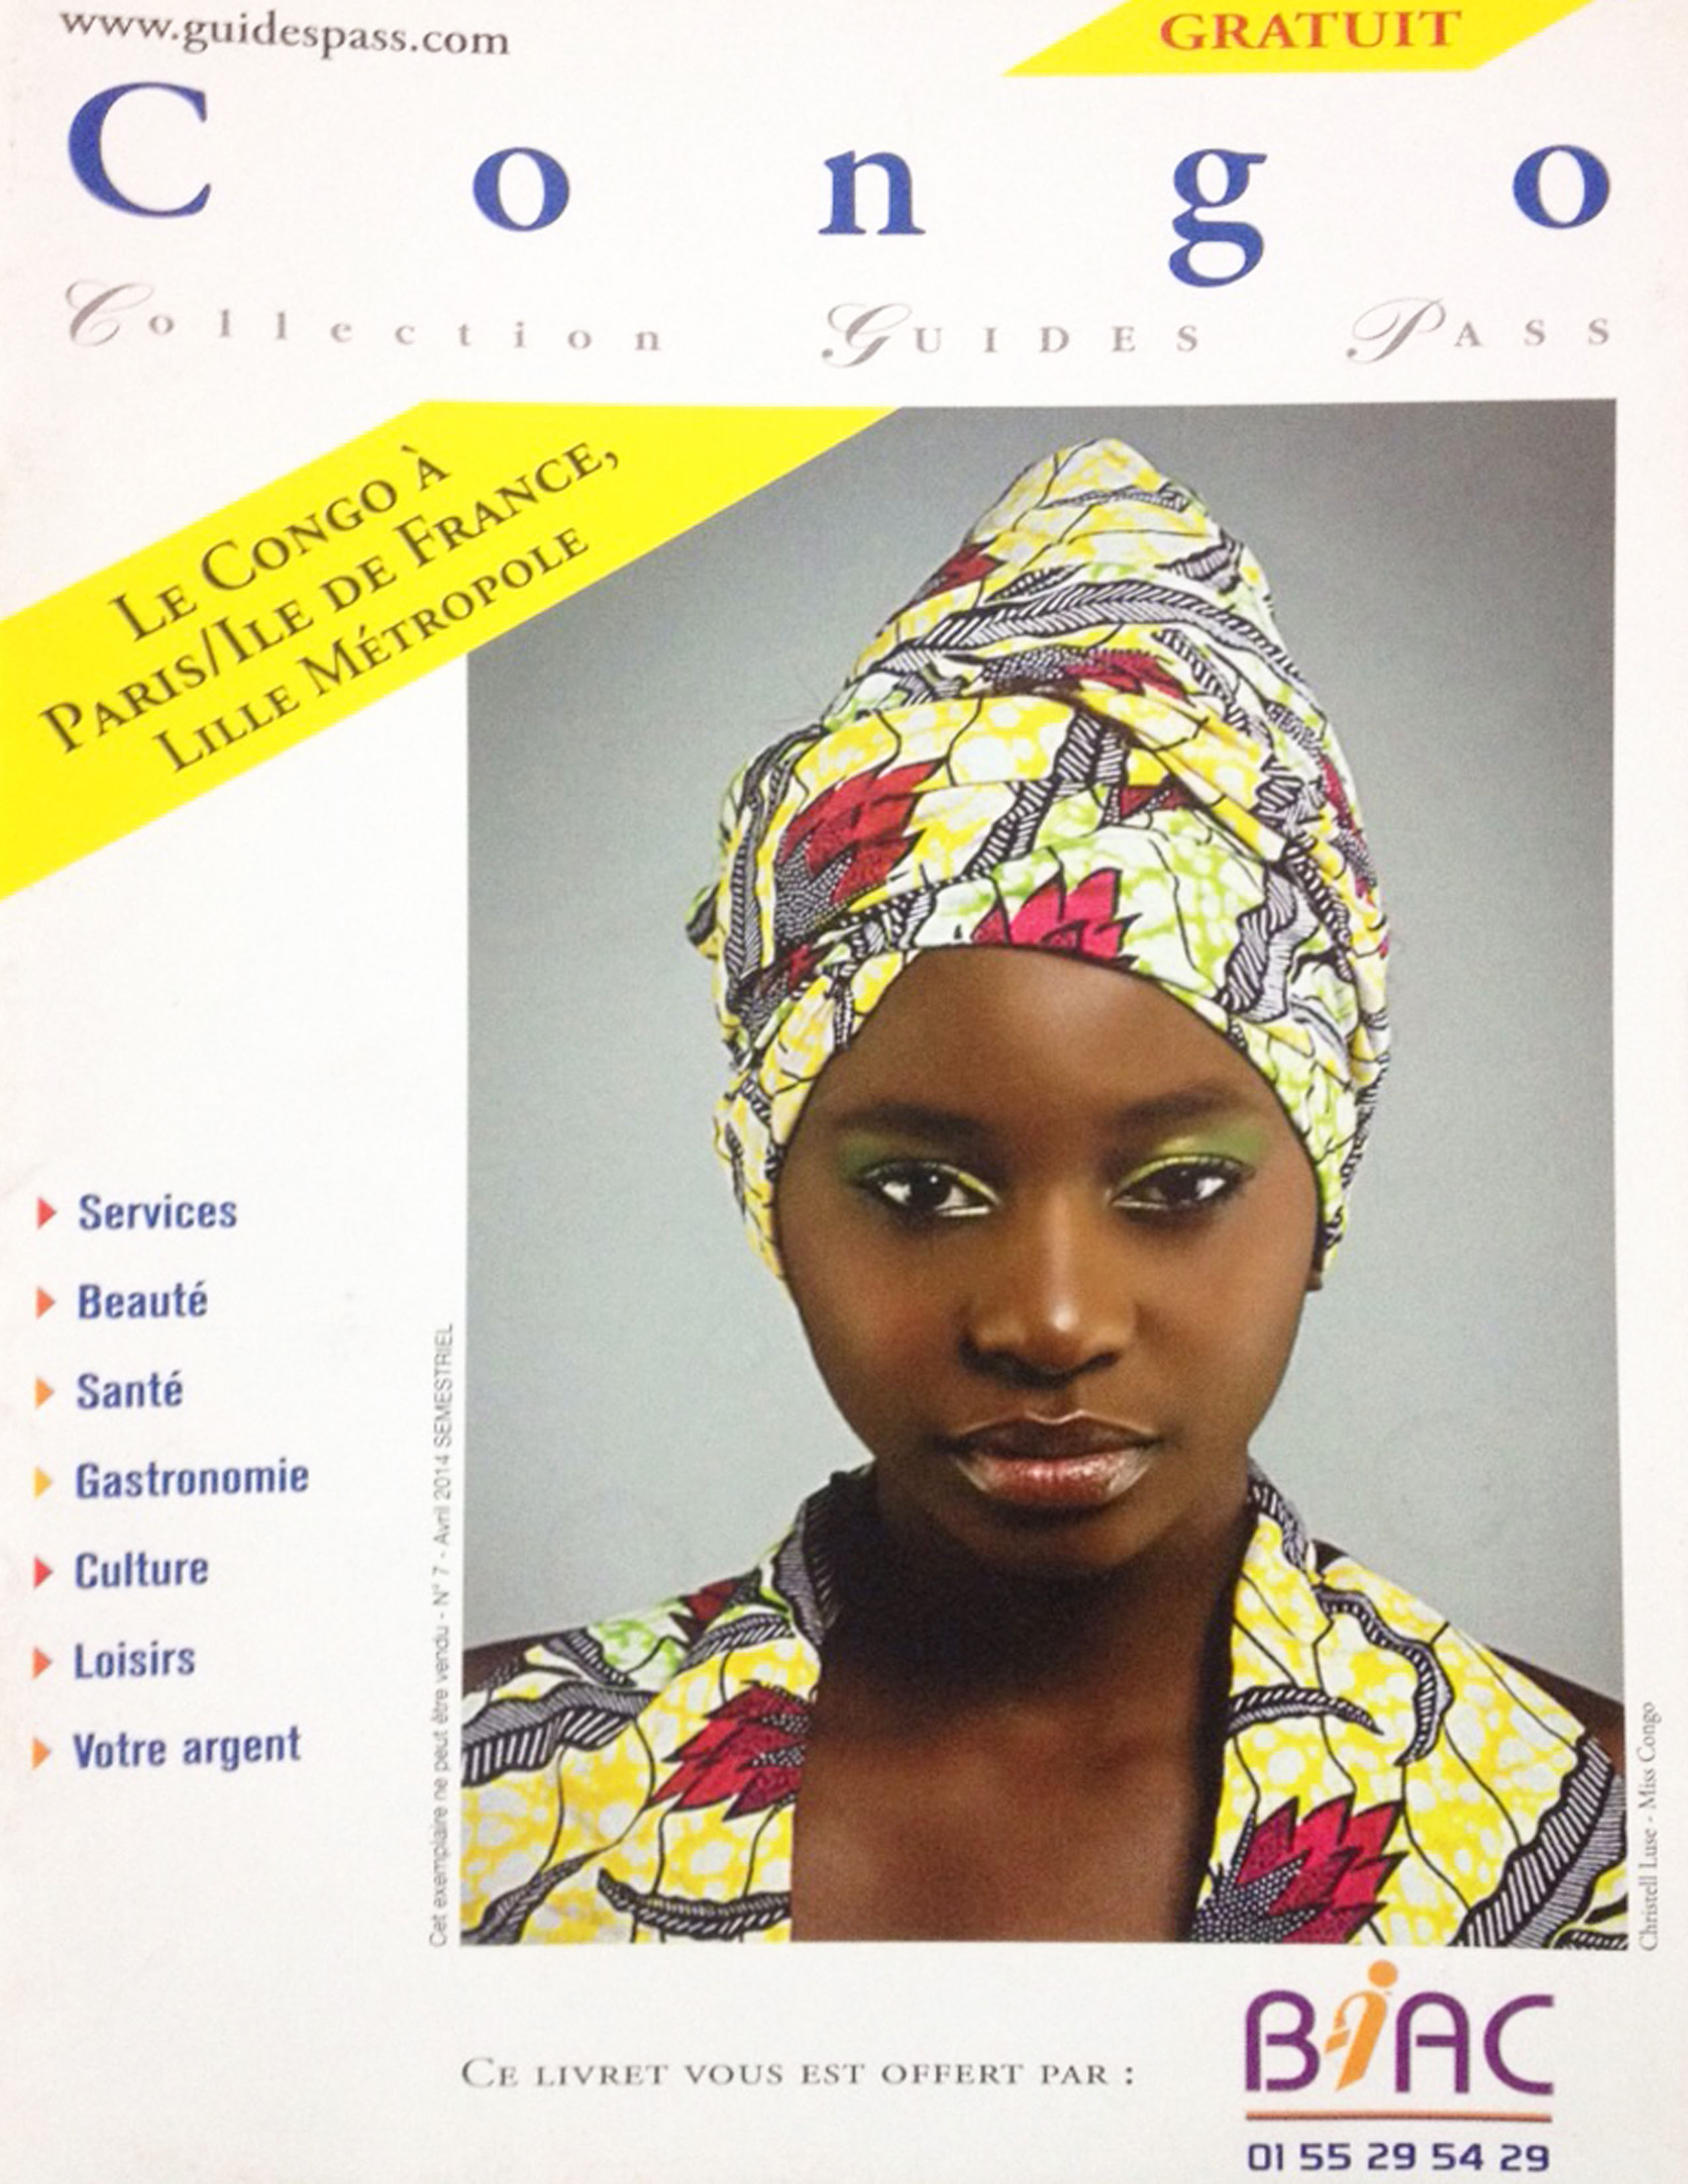 www.guidespass.com
GRATUIT
Congo
Collection GUIDES PASS
LE CONGO À
PARIS/ILE DE FRANCE,
LILLE MÉTROPOLE
Services
Beauté
Santé
Gastronomie
Culture
Loisirs
Votre argent
Cet exemplaire ne peut être vendu - N° 7 - Avril 2014 SEMESTRIEL
Christell Luse - Miss Congo
CE LIVRET VOUS EST OFFERT PAR :
BIAC
01 55 29 54 29